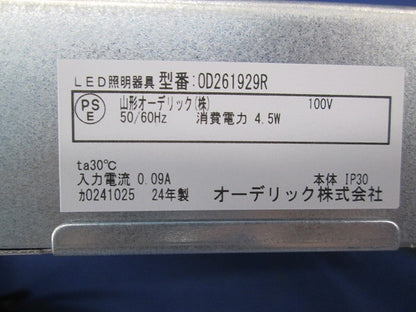 LED照明器具 型番:OD261929R
PS
E
山形オーデリック(株) 100V
50/60Hz 消費電力 4.5W
ta30℃
入力電流 0.09A 本体 IP30
カ0241025 24年製 オーデリック株式会社